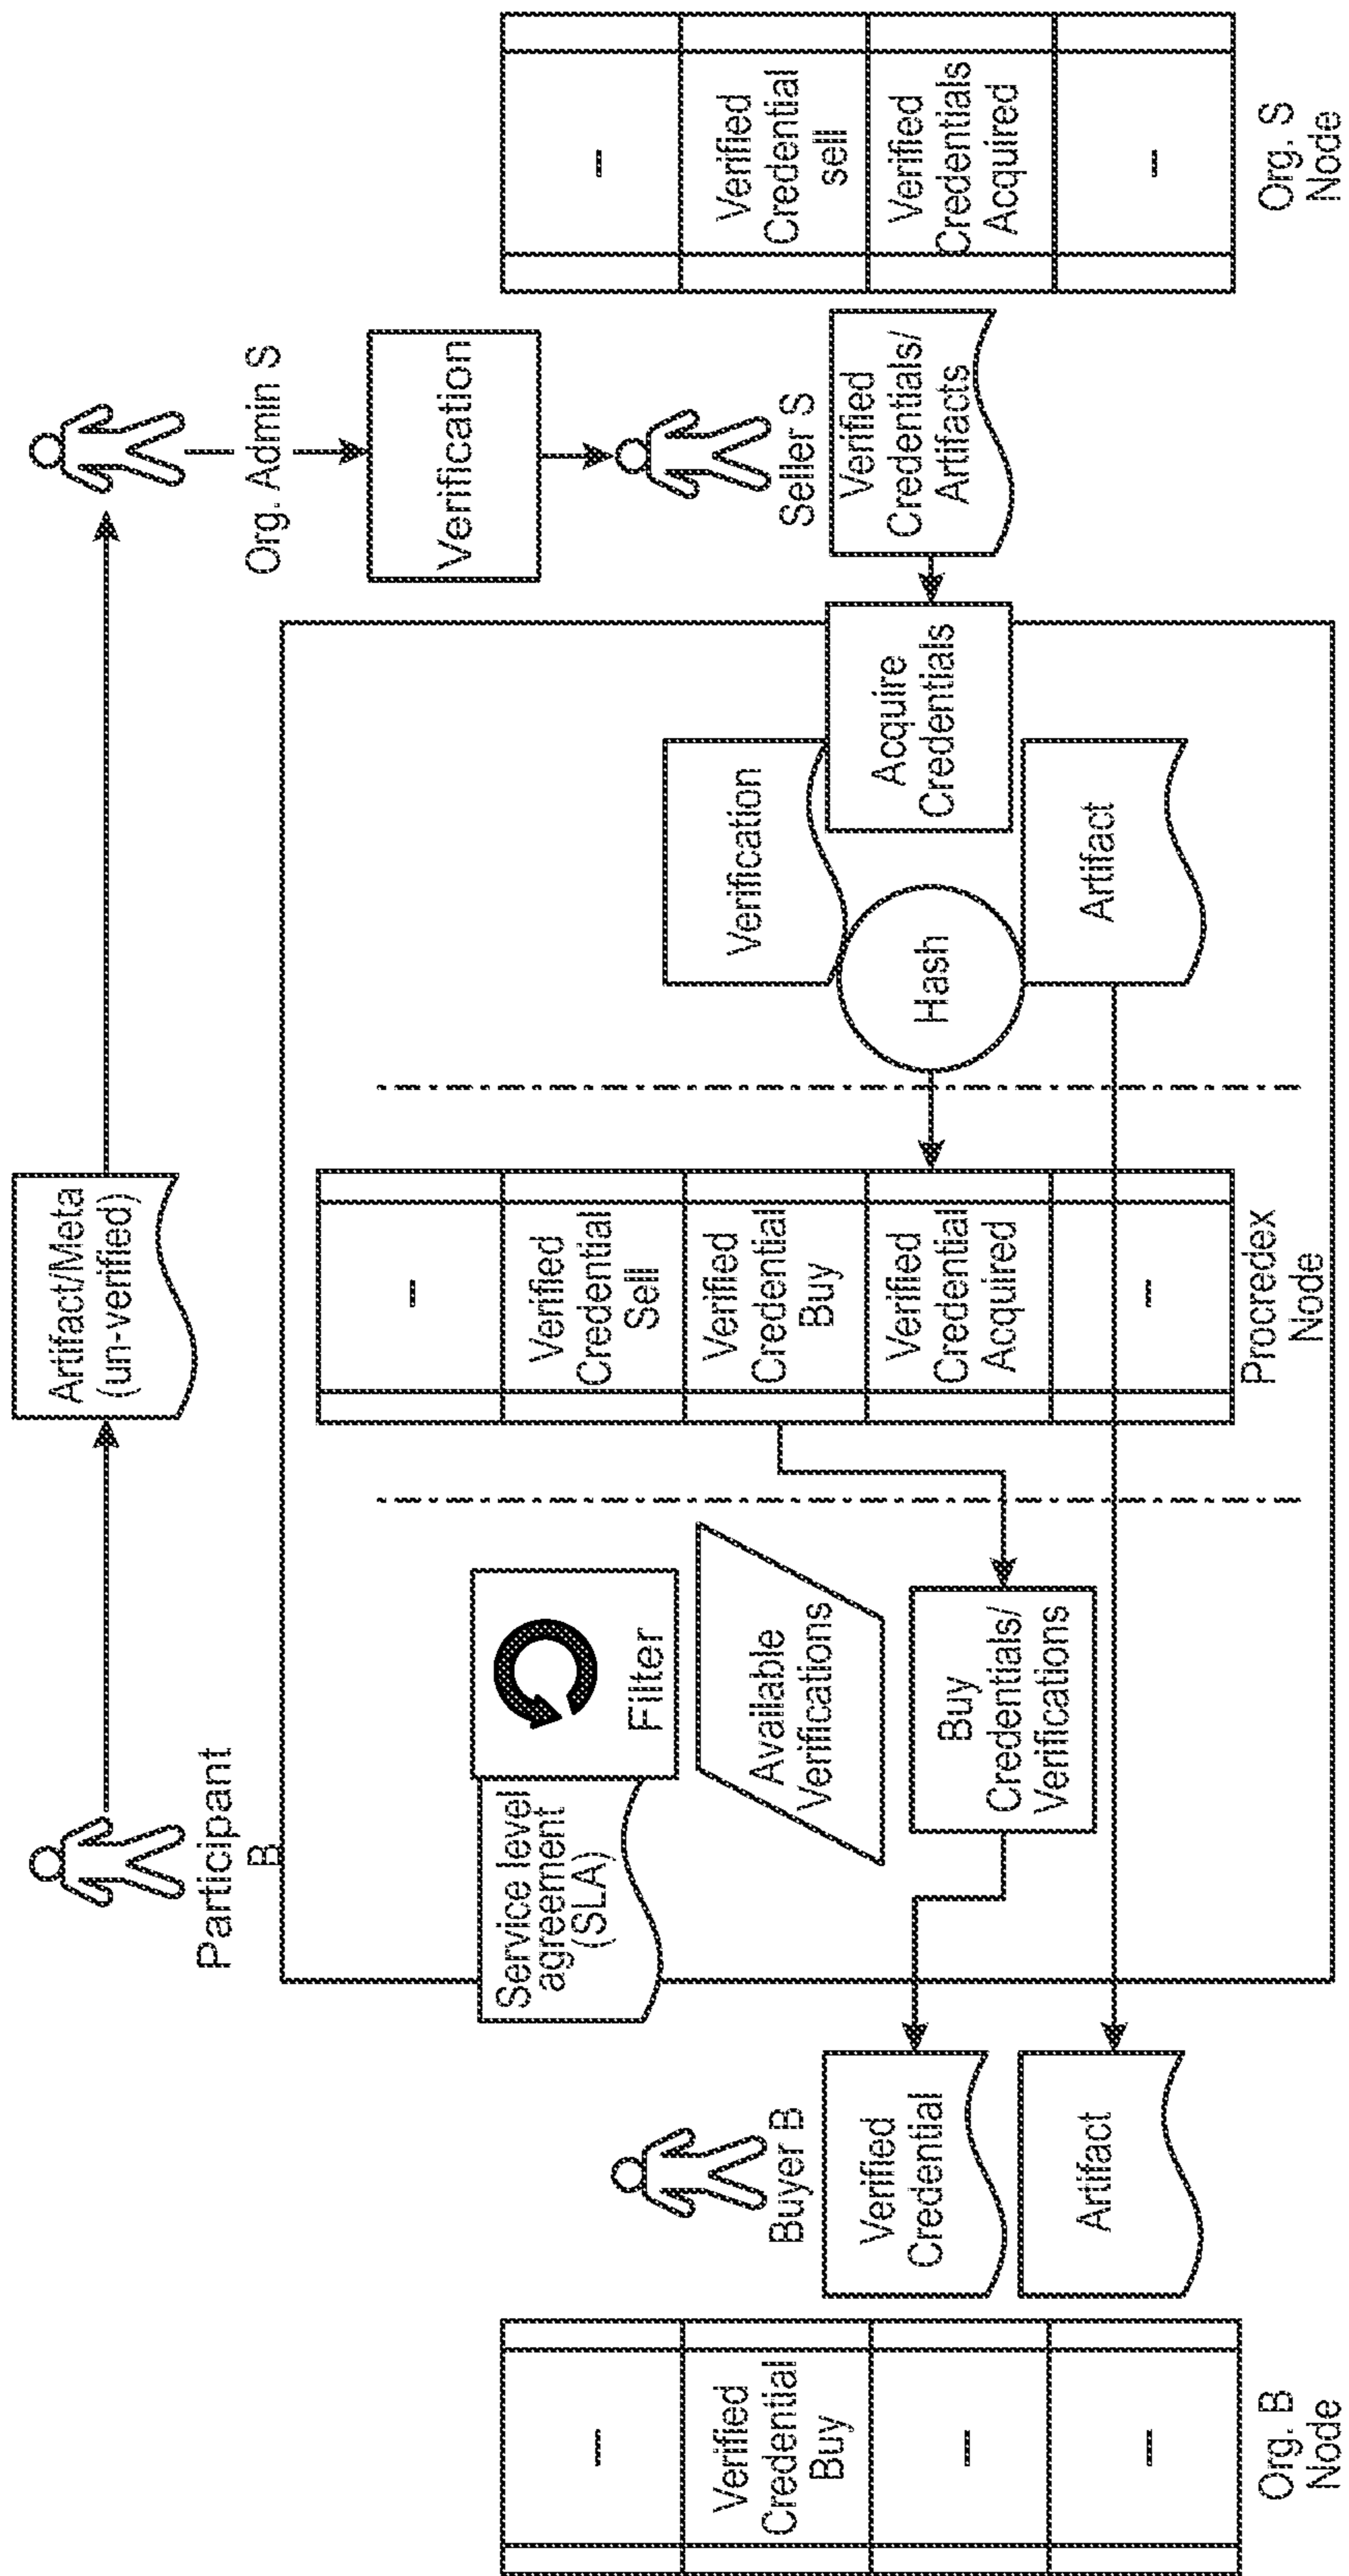 Participant
B
Artifact/Meta
(un-verified)
Org. Admin S
Verification
Seller S
Verified
Credentials/
Artifacts
Service level
agreement
(SLA)
Filter
Available
Verifications
Buy
Credentials/
Verifications
–
Verified
Credential
Sell
Verified
Credential
Buy
Verified
Credential
Acquired
–
Procredex
Node
Verification
Hash
Acquire
Credentials
Artifact
Buyer B
Verified
Credential
Artifact
–
Verified
Credential
Buy
–
–
Org. B
Node
–
Verified
Credential
sell
Verified
Credentials
Acquired
–
Org. S
Node